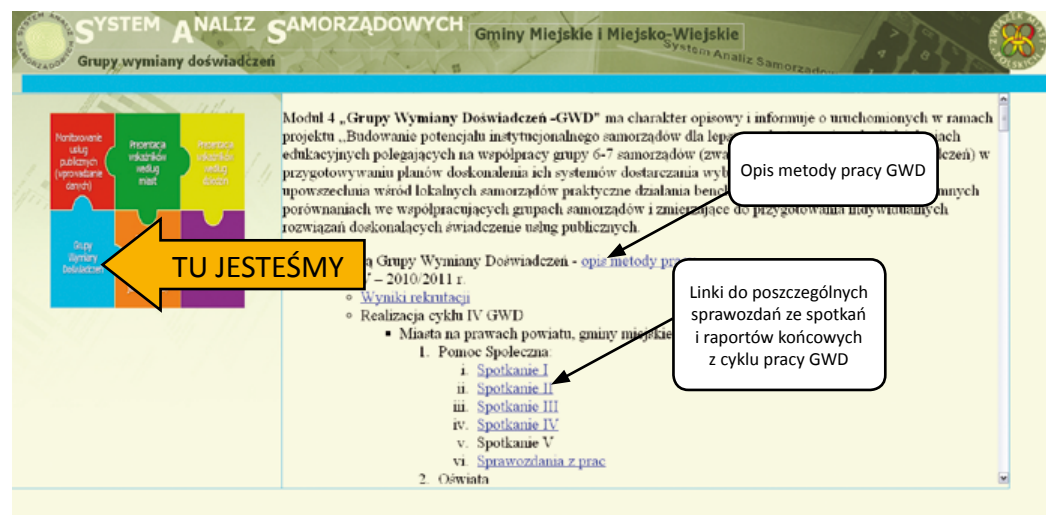 SYSTEM ANALIZ SAMORZĄDOWYCH Gminy Miejskie i Miejsko-Wiejskie
System Analiz Samorządow
Grupy wymiany doświadczeń
Monitorowanie usług publicznych (wprowadzanie danych)
Prezentacja wskaźników według miast
Prezentacja wskaźników według
Grupy Wymiany Doświadczeń
TU JESTEŚMY
Moduł 4 „Grupy Wymiany Doświadczeń -GWD" ma charakter opisowy i informuje o uruchomionych w ramach
projektu „Budowanie potencjału instytucjonalnego samorządów dla
edukacyjnych polegających na współpracy grupy 6-7 samorządów
przygotowywaniu planów doskonalenia ich systemów dostarczania
upowszechnia wśród lokalnych samorządów praktyczne działania
porównaniach we współpracujących grupach samorządów i zmierzające do przygotowania indywidualnych
rozwiązań doskonalących świadczenie usług publicznych.
Opis metody pracy GWD
Grupy Wymiany Doświadczeń - opis metody
– 2010/2011 r.
Wyniki rekrutacji
Realizacja cyklu IV GWD
Miasta na prawach powiatu, gminy miejskie
1. Pomoc Społeczna:
i. Spotkanie I
ii. Spotkanie II
iii. Spotkanie III
iv. Spotkanie IV
v. Spotkanie V
vi. Sprawozdania z prac
2. Oświata
Linki do poszczególnych
sprawozdań ze spotkań
i raportów końcowych
z cyklu pracy GWD